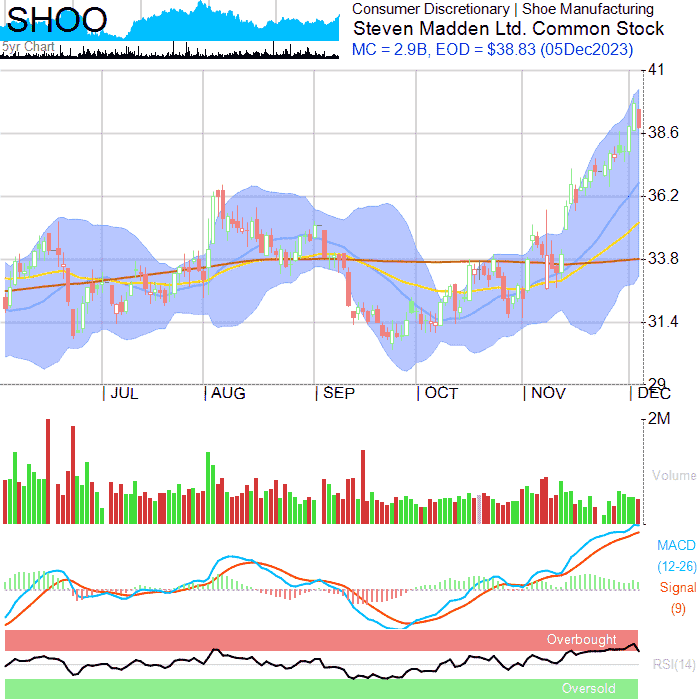 SHOO
5yr Chart
Consumer Discretionary | Shoe Manufacturing
Steven Madden Ltd. Common Stock
MC = 2.9B, EOD = $38.83 (05Dec2023)
41
38.6
36.2
33.8
31.4
29
JUL AUG SEP OCT NOV DEC
2M
Volume
MACD
(12-26)
Signal
(9)
Overbought
RSI(14)
Oversold